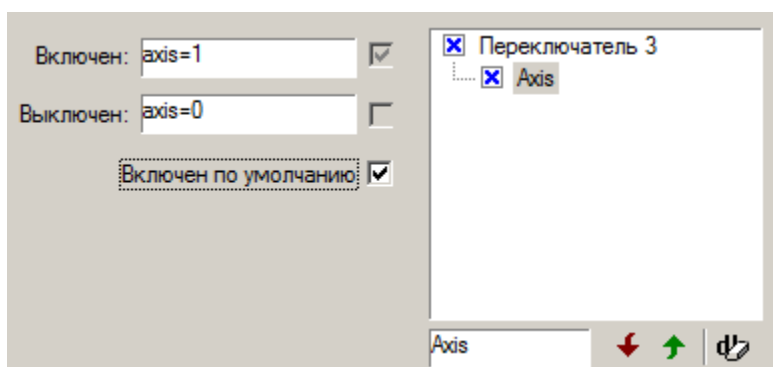 Включен: axis=1
Выключен: axis=0
Включен по умолчанию
Переключатель 3
Axis
Axis